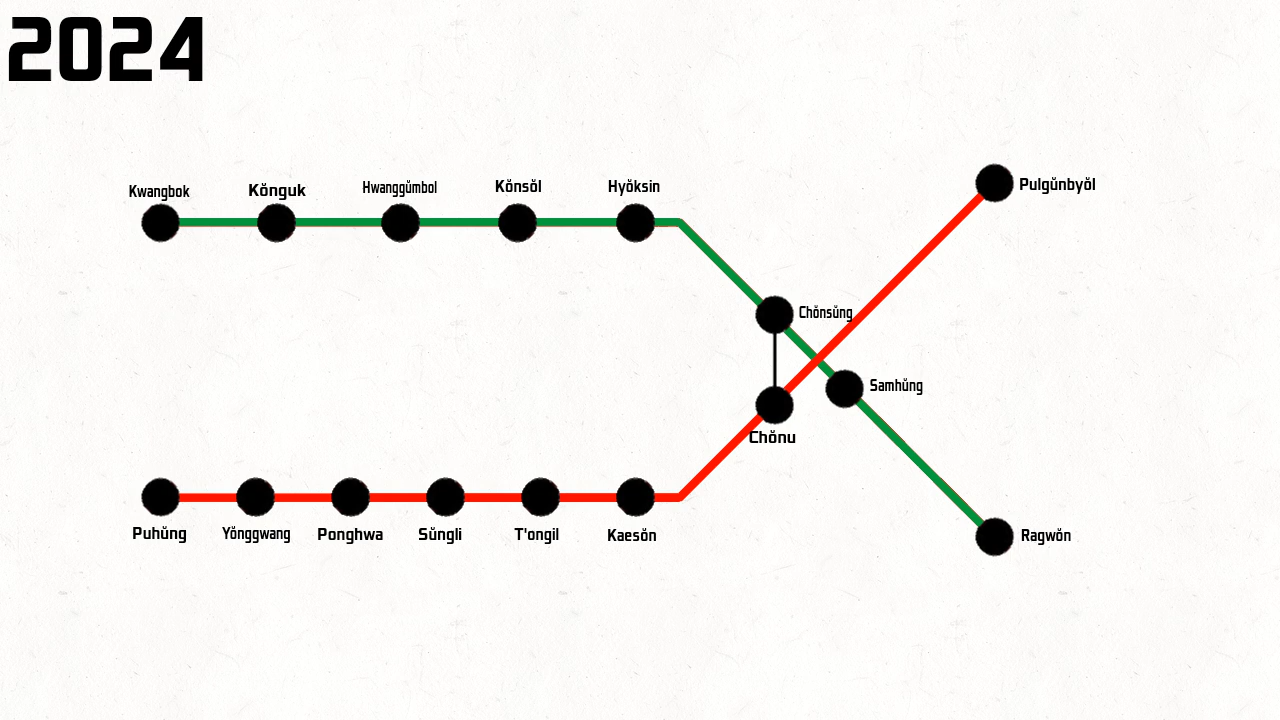 2024
Kwangbok
Kŏnguk
Hwanggŭmbol
Kŏnsŏl
Hyŏksin
Pulgŭnbyŏl
Chŏnsŭng
Samhŭng
Chŏnu
Puhŭng
Yŏnggwang
Ponghwa
Sŭngli
T'ongil
Kaesŏn
Ragwŏn